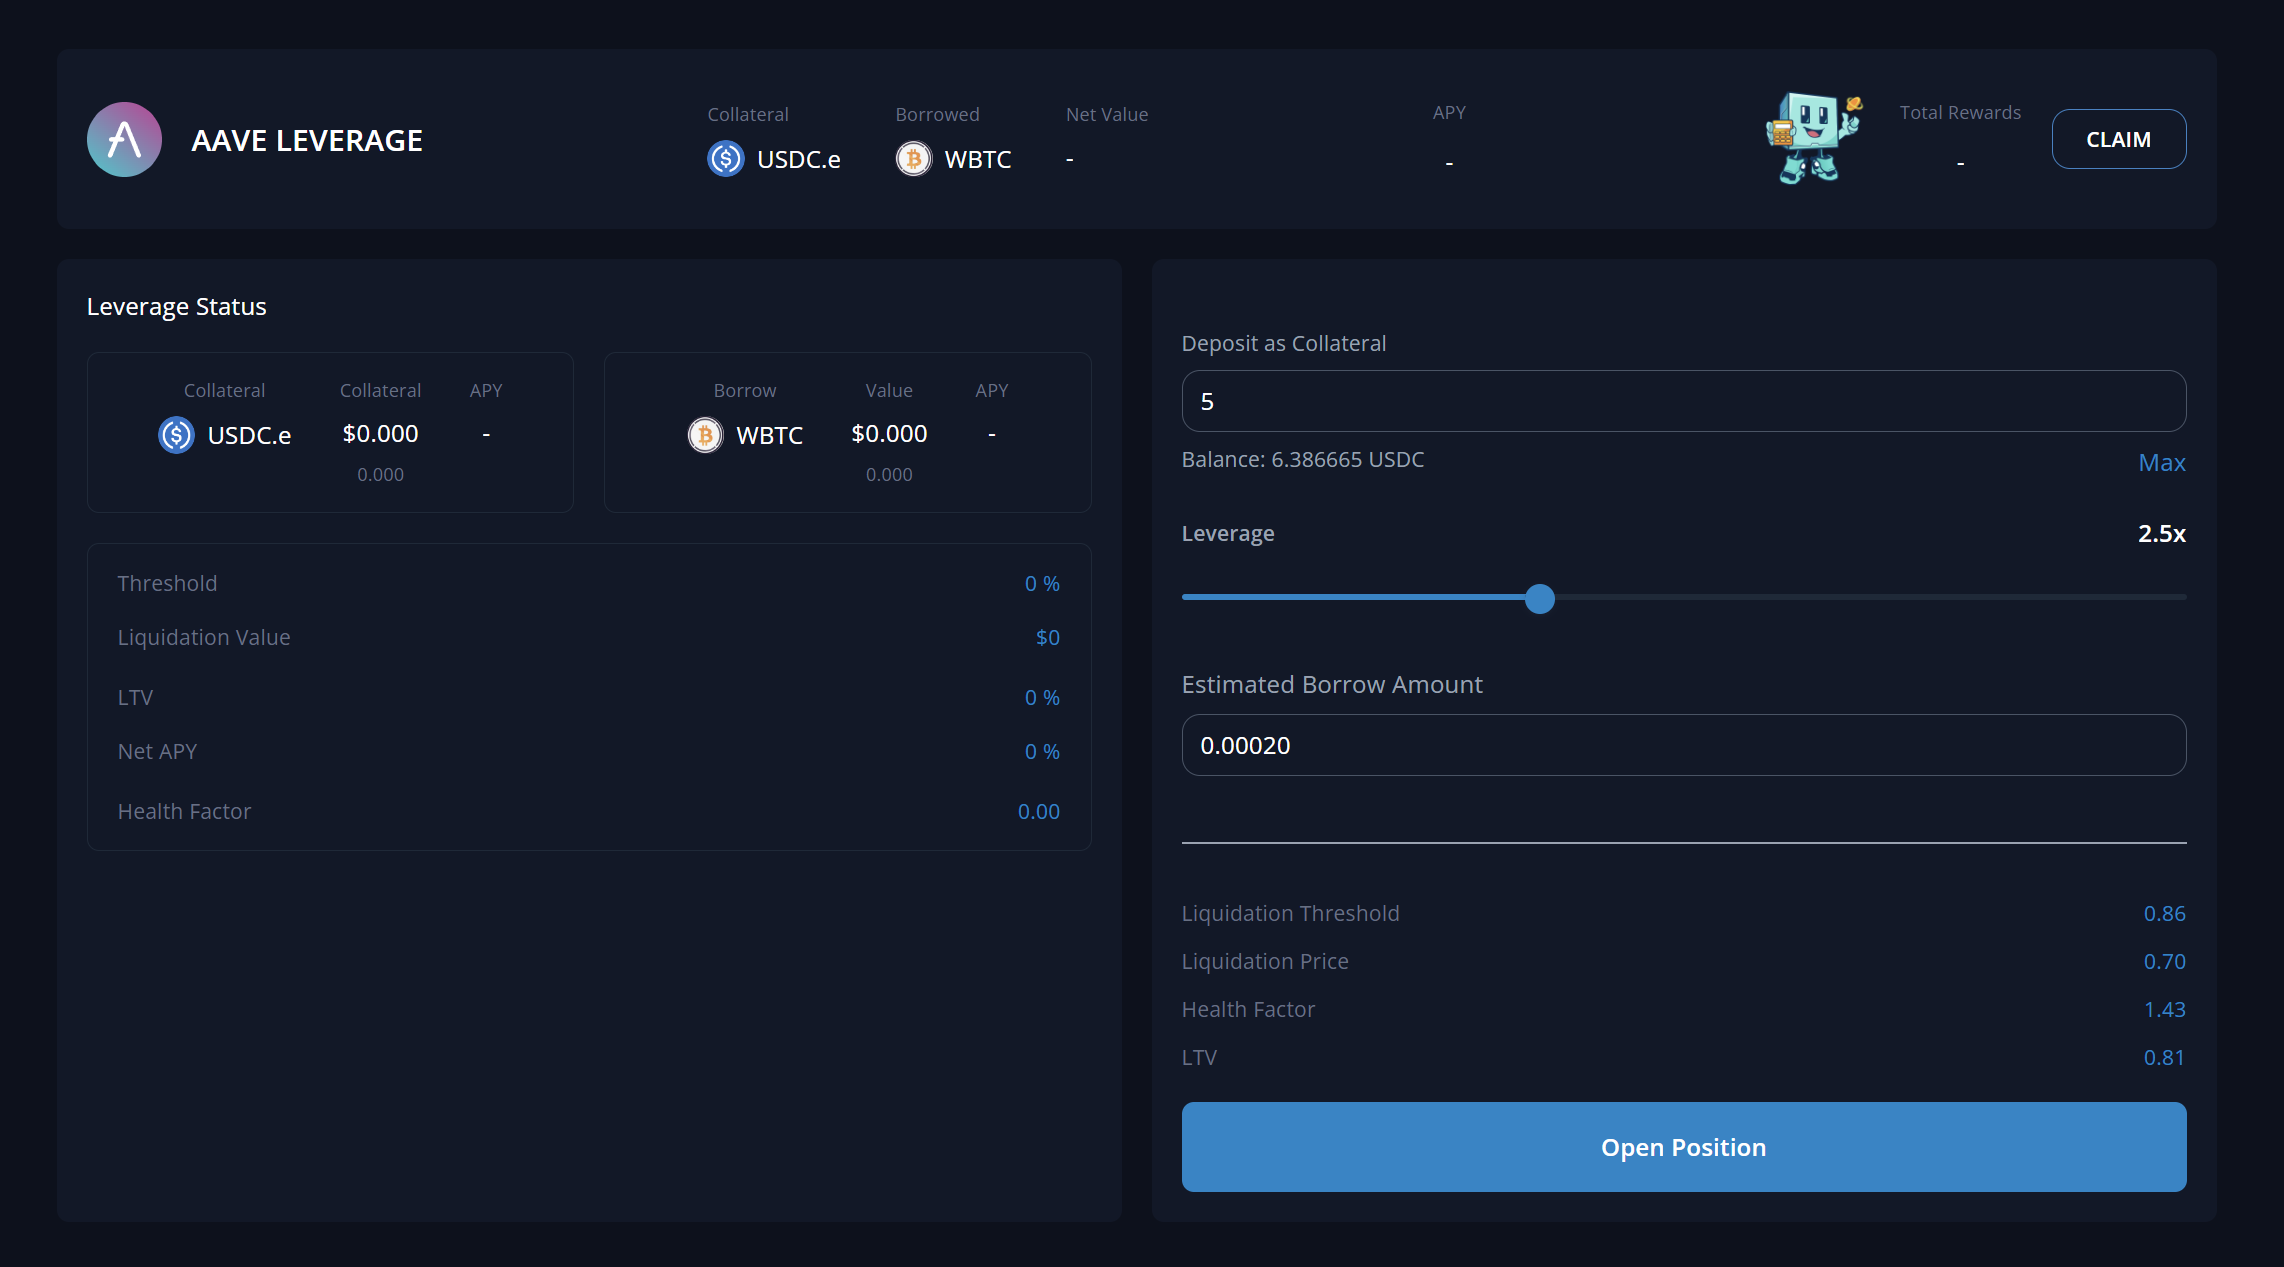 AAVE LEVERAGE
Collateral
USDC.e
Borrowed
WBTC
Net Value
-
APY
-
Total Rewards
-
CLAIM
Leverage Status
Collateral Collateral APY
USDC.e $0.000 -
0.000
Borrow Value APY
WBTC $0.000 -
0.000
Threshold 0 %
Liquidation Value $0
LTV 0 %
Net APY 0 %
Health Factor 0.00
Deposit as Collateral
5
Balance: 6.386665 USDC Max
Leverage 2.5x
Estimated Borrow Amount
0.00020
Liquidation Threshold 0.86
Liquidation Price 0.70
Health Factor 1.43
LTV 0.81
Open Position